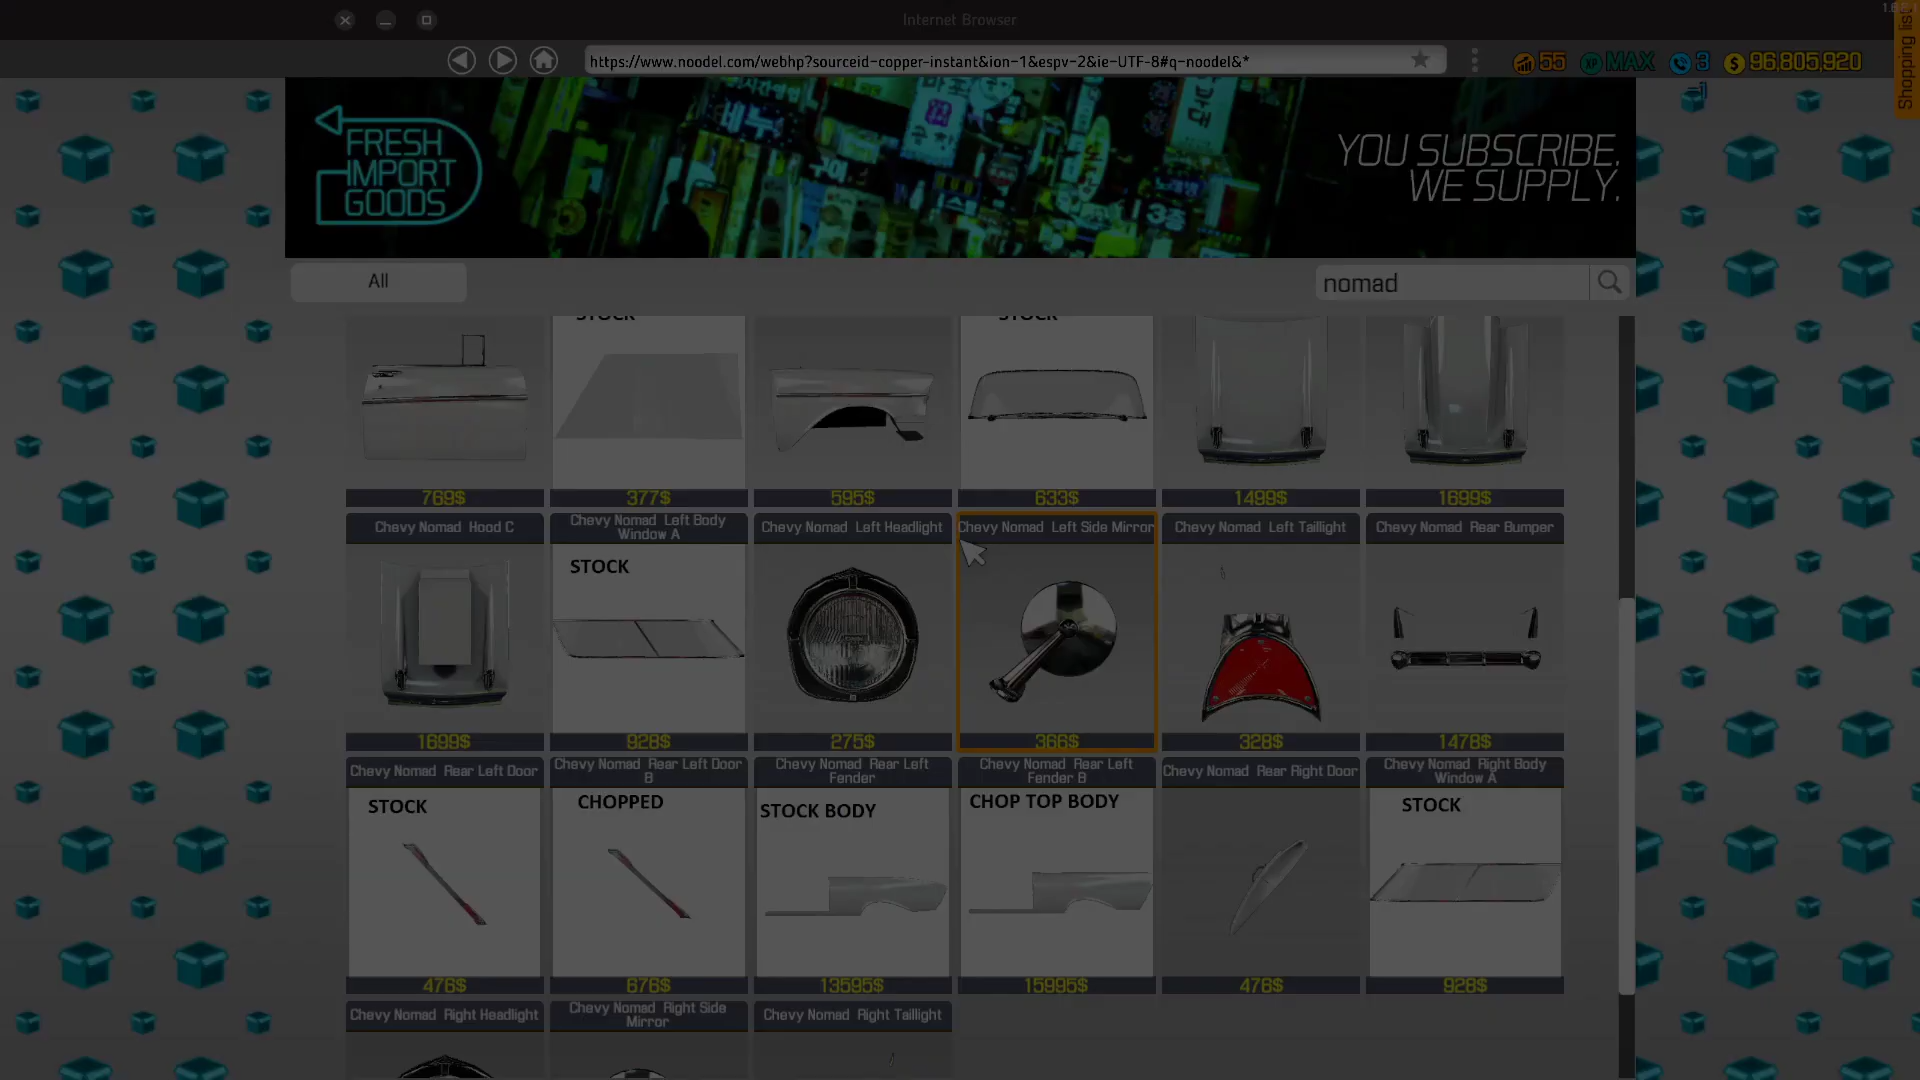 Internet Browser
https://www.noodel.com/webhp?sourceid-copper-instant&ion-1&espv-2&ie-UTF-8#q-noodel&*
55
XP MAX
3
$ 96,805,920
Shopping list
FRESH
IMPORT
GOODS
YOU SUBSCRIBE.
WE SUPPLY.
All
nomad
STOCK
STOCK
769$
377$
595$
633$
1499$
1699$
Chevy Nomad Hood C
Chevy Nomad Left Body
Window A
Chevy Nomad Left Headlight
Chevy Nomad Left Side Mirror
Chevy Nomad Left Taillight
Chevy Nomad Rear Bumper
STOCK
1699$
928$
275$
366$
328$
1478$
Chevy Nomad Rear Left Door
Chevy Nomad Rear Left Door
B
Chevy Nomad Rear Left
Fender
Chevy Nomad Rear Left
Fender B
Chevy Nomad Rear Right Door
Chevy Nomad Right Body
Window A
STOCK
CHOPPED
STOCK BODY
CHOP TOP BODY
STOCK
476$
676$
13595$
15995$
476$
928$
Chevy Nomad Right Headlight
Chevy Nomad Right Side
Mirror
Chevy Nomad Right Taillight